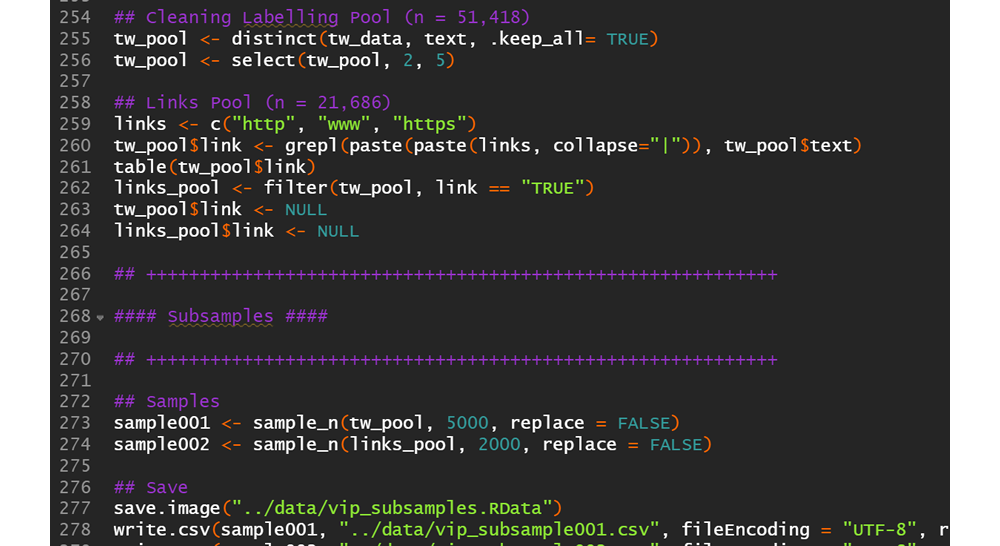 254 ## Cleaning Labelling Pool (n = 51,418)
255 tw_pool <- distinct(tw_data, text, .keep_all= TRUE)
256 tw_pool <- select(tw_pool, 2, 5)
257
258 ## Links Pool (n = 21,686)
259 links <- c("http", "www", "https")
260 tw_pool$link <- grepl(paste(paste(links, collapse="|")), tw_pool$text)
261 table(tw_pool$link)
262 links_pool <- filter(tw_pool, link == "TRUE")
263 tw_pool$link <- NULL
264 links_pool$link <- NULL
265
266 ## +++++++++++++++++++++++++++++++++++++++++++++++++++++++++++
267
268 #### Subsamples ####
269
270 ## +++++++++++++++++++++++++++++++++++++++++++++++++++++++++++
271
272 ## Samples
273 sample001 <- sample_n(tw_pool, 5000, replace = FALSE)
274 sample002 <- sample_n(links_pool, 2000, replace = FALSE)
275
276 ## Save
277 save.image("../data/vip_subsamples.RData")
278 write.csv(sample001, "../data/vip_subsample001.csv", fileEncoding = "UTF-8", r